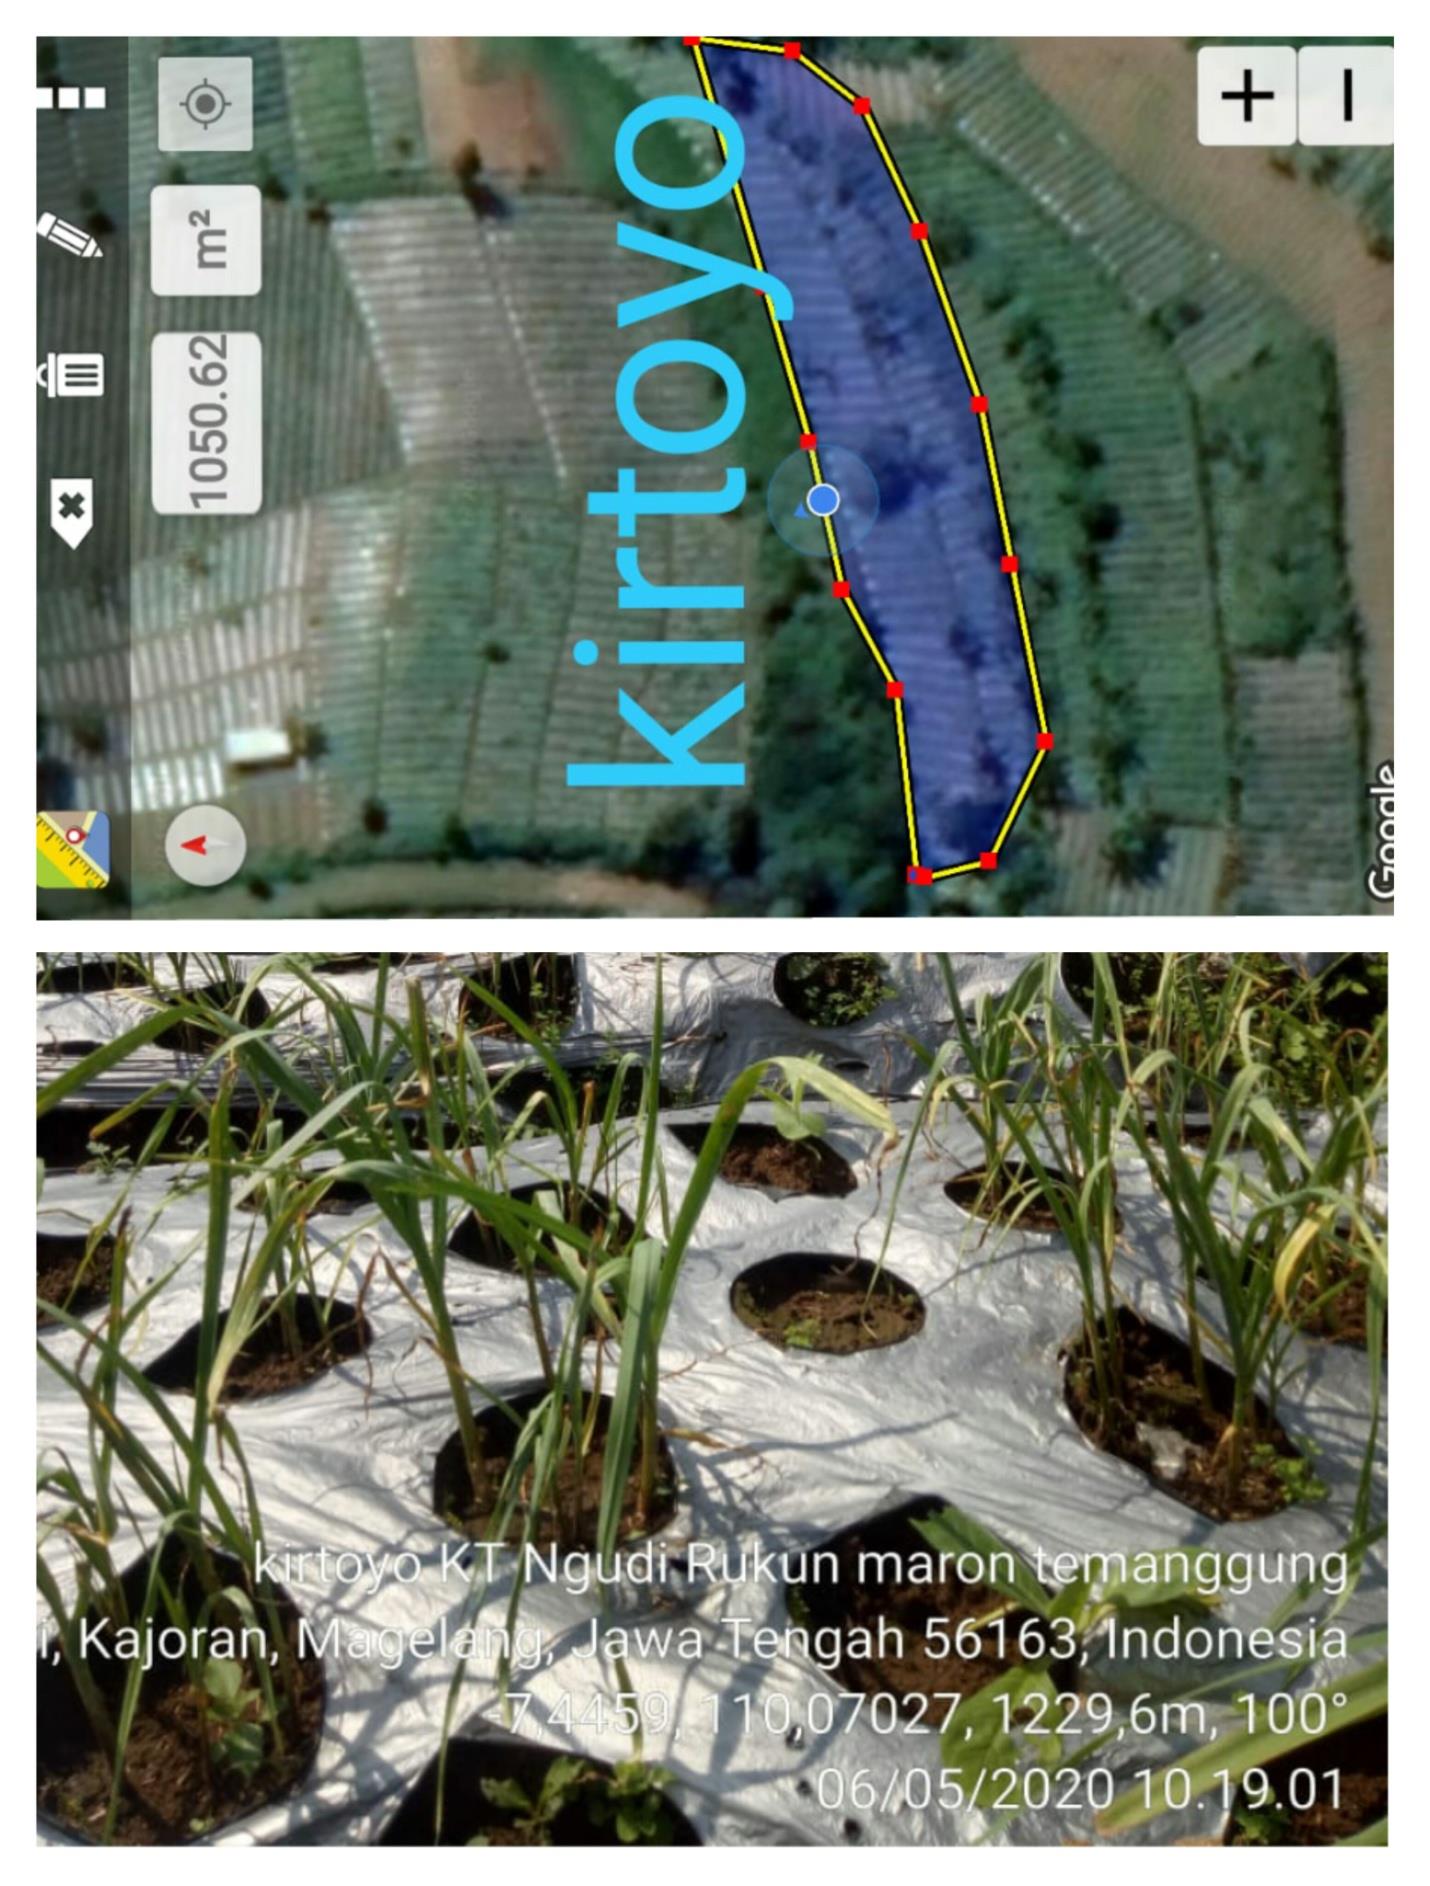 1050.62
m²
kirtoyo
Google
kirtoyo KT Ngudi Rukun maron temanggung
i, Kajoran, Magelang, Jawa Tengah 56163, Indonesia
-7,4459, 110,07027, 1229,6m, 100°
06/05/2020 10.19.01